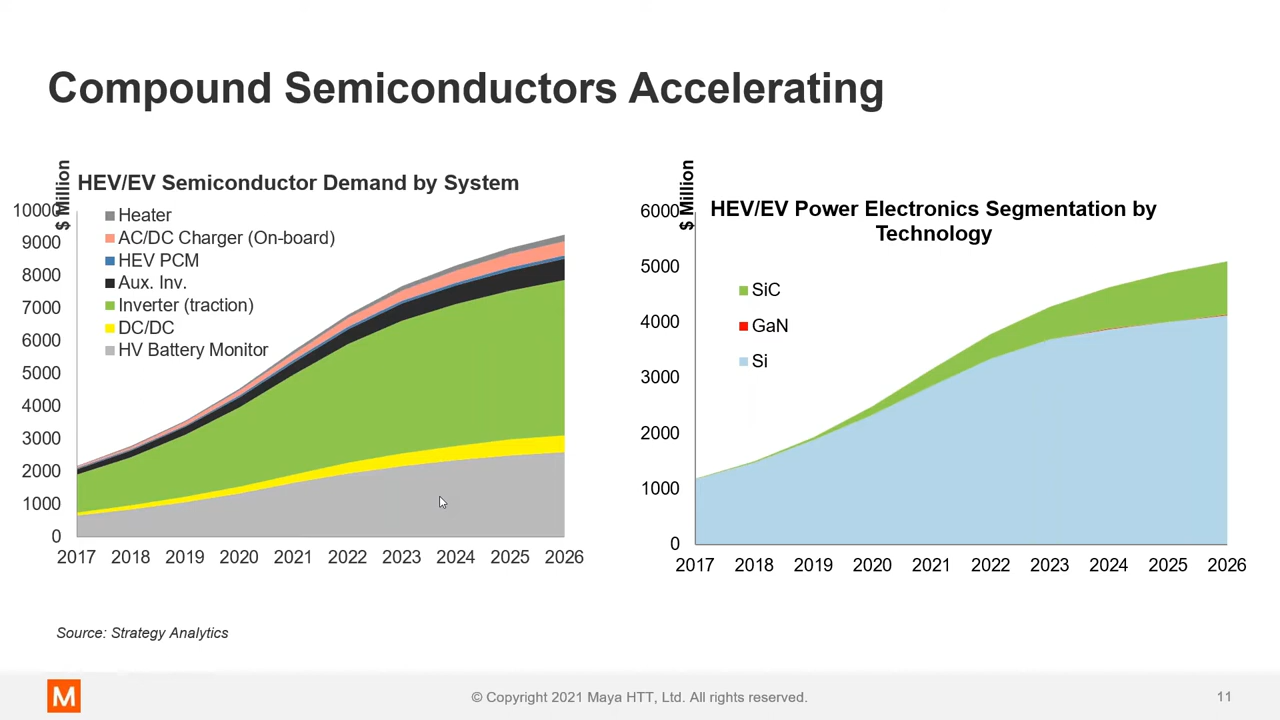 Compound Semiconductors Accelerating
$ Million
HEV/EV Semiconductor Demand by System
10000
9000
8000
7000
6000
5000
4000
3000
2000
1000
0
Heater
AC/DC Charger (On-board)
HEV PCM
Aux. Inv.
Inverter (traction)
DC/DC
HV Battery Monitor
2017 2018 2019 2020 2021 2022 2023 2024 2025 2026
$ Million
HEV/EV Power Electronics Segmentation by
Technology
6000
5000
4000
3000
2000
1000
0
SiC
GaN
Si
2017 2018 2019 2020 2021 2022 2023 2024 2025 2026
Source: Strategy Analytics
M
© Copyright 2021 Maya HTT, Ltd. All rights reserved.
11